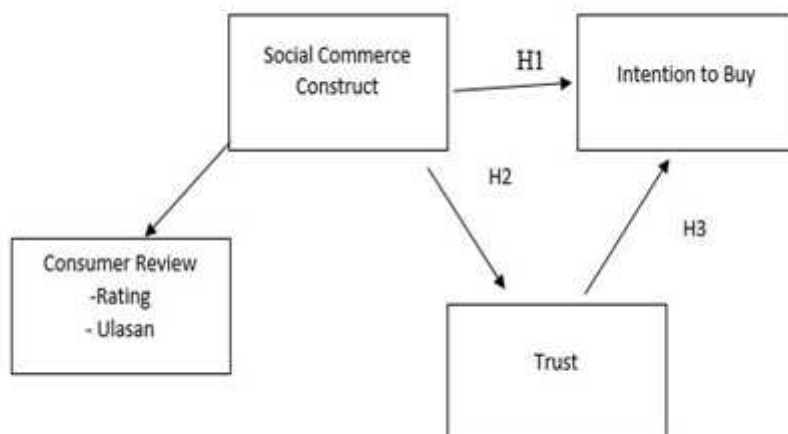 Social Commerce
Construct
H1
Intention to Buy
H2
H3
Consumer Review
-Rating
- Ulasan
Trust